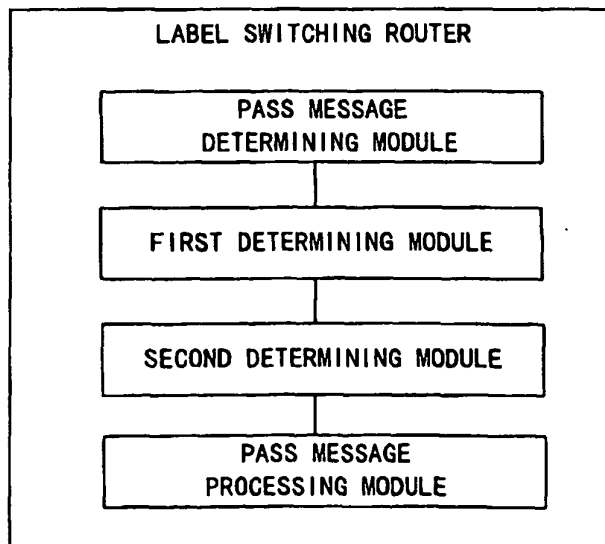 LABEL SWITCHING ROUTER
PASS MESSAGE
DETERMINING MODULE
FIRST DETERMINING MODULE
SECOND DETERMINING MODULE
PASS MESSAGE
PROCESSING MODULE